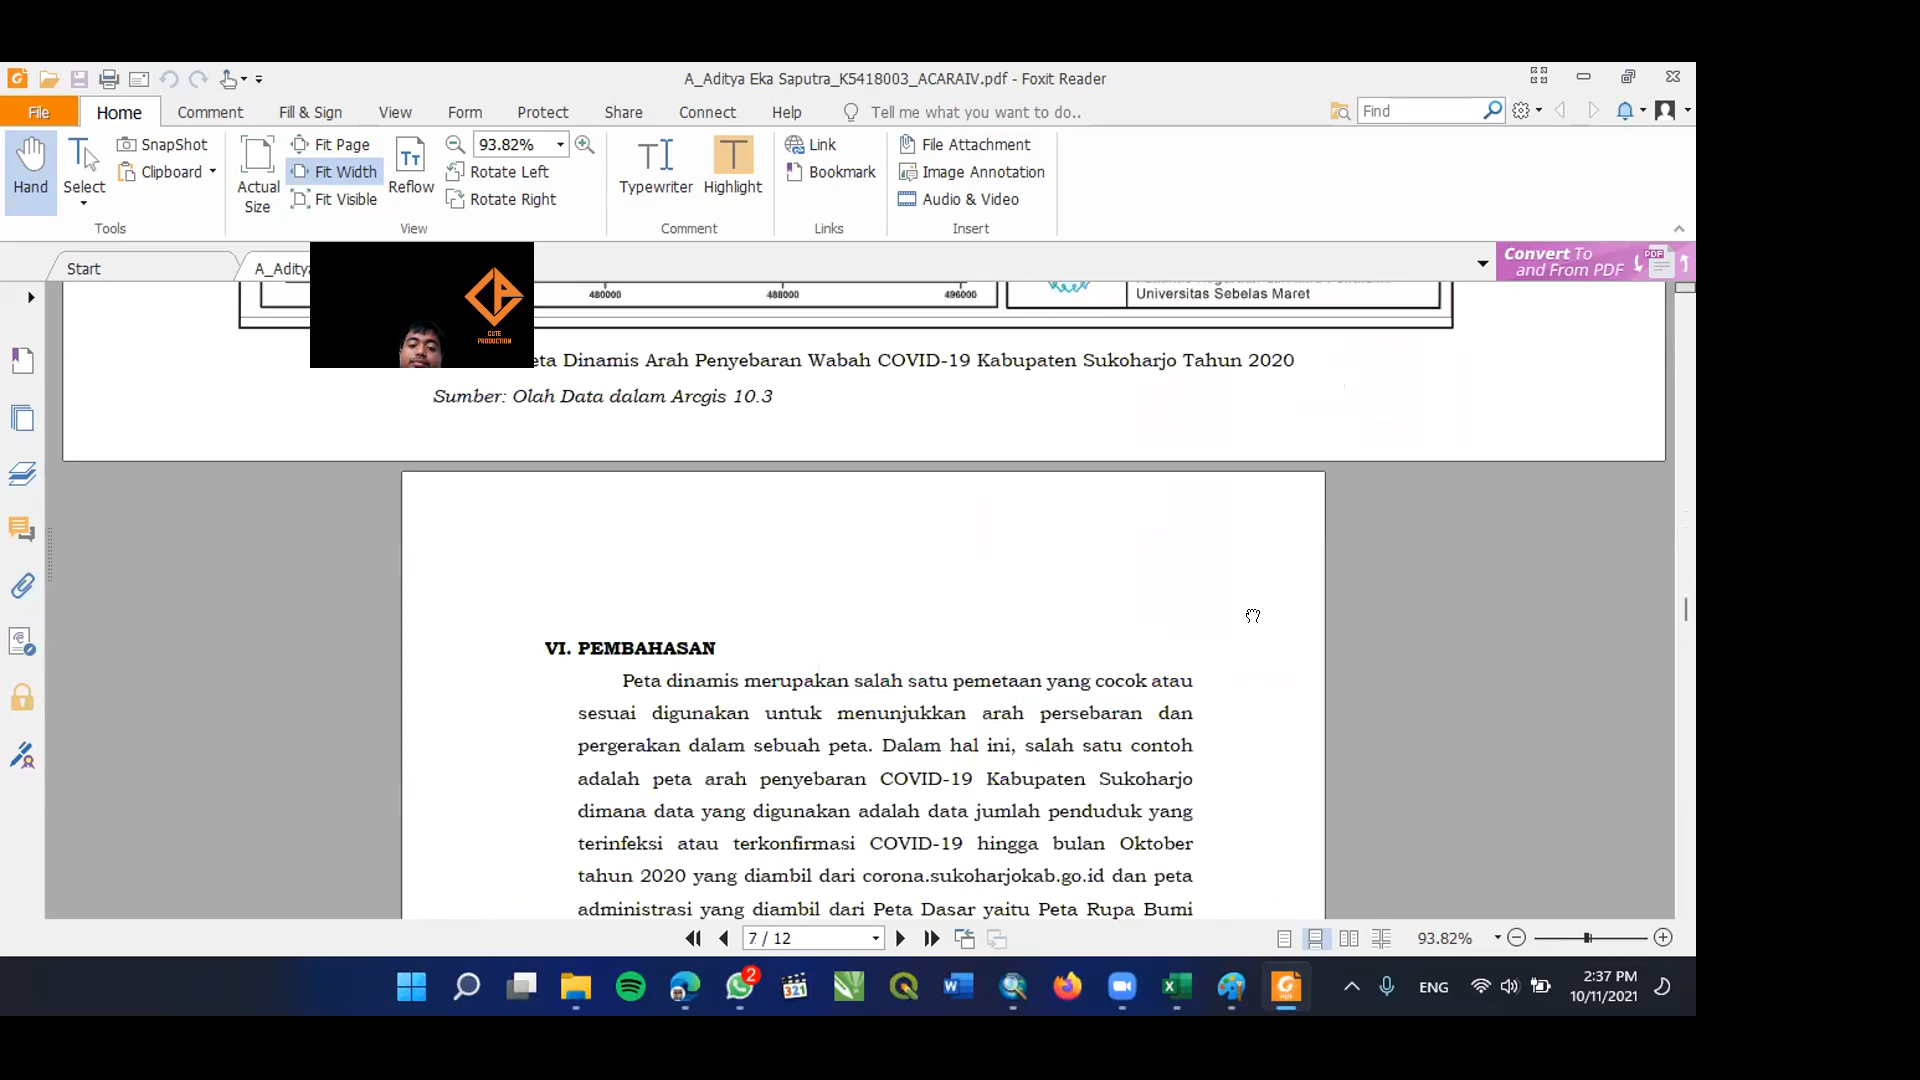 A_Aditya Eka Saputra_K5418003_ACARAIV.pdf - Foxit Reader
File Home Comment Fill & Sign View Form Protect Share Connect Help Tell me what you want to do.. Find
Hand
Select
SnapShot
Clipboard
Tools
Actual Size
Fit Page
Fit Width
Fit Visible
Reflow
93.82%
Rotate Left
Rotate Right
View
Typewriter
Highlight
Comment
Link
Bookmark
Links
File Attachment
Image Annotation
Audio & Video
Insert
Start
A_Aditya
Convert To
and From PDF
PDF
CUTE
PRODUCTION
480000 488000 496000
Universitas Sebelas Maret
eta Dinamis Arah Penyebaran Wabah COVID-19 Kabupaten Sukoharjo Tahun 2020
Sumber: Olah Data dalam Arcgis 10.3
VI. PEMBAHASAN
Peta dinamis merupakan salah satu pemetaan yang cocok atau
sesuai digunakan untuk menunjukkan arah persebaran dan
pergerakan dalam sebuah peta. Dalam hal ini, salah satu contoh
adalah peta arah penyebaran COVID-19 Kabupaten Sukoharjo
dimana data yang digunakan adalah data jumlah penduduk yang
terinfeksi atau terkonfirmasi COVID-19 hingga bulan Oktober
tahun 2020 yang diambil dari corona.sukoharjokab.go.id dan peta
administrasi yang diambil dari Peta Dasar yaitu Peta Rupa Bumi
7 / 12
93.82%
2
321
ENG
2:37 PM
10/11/2021